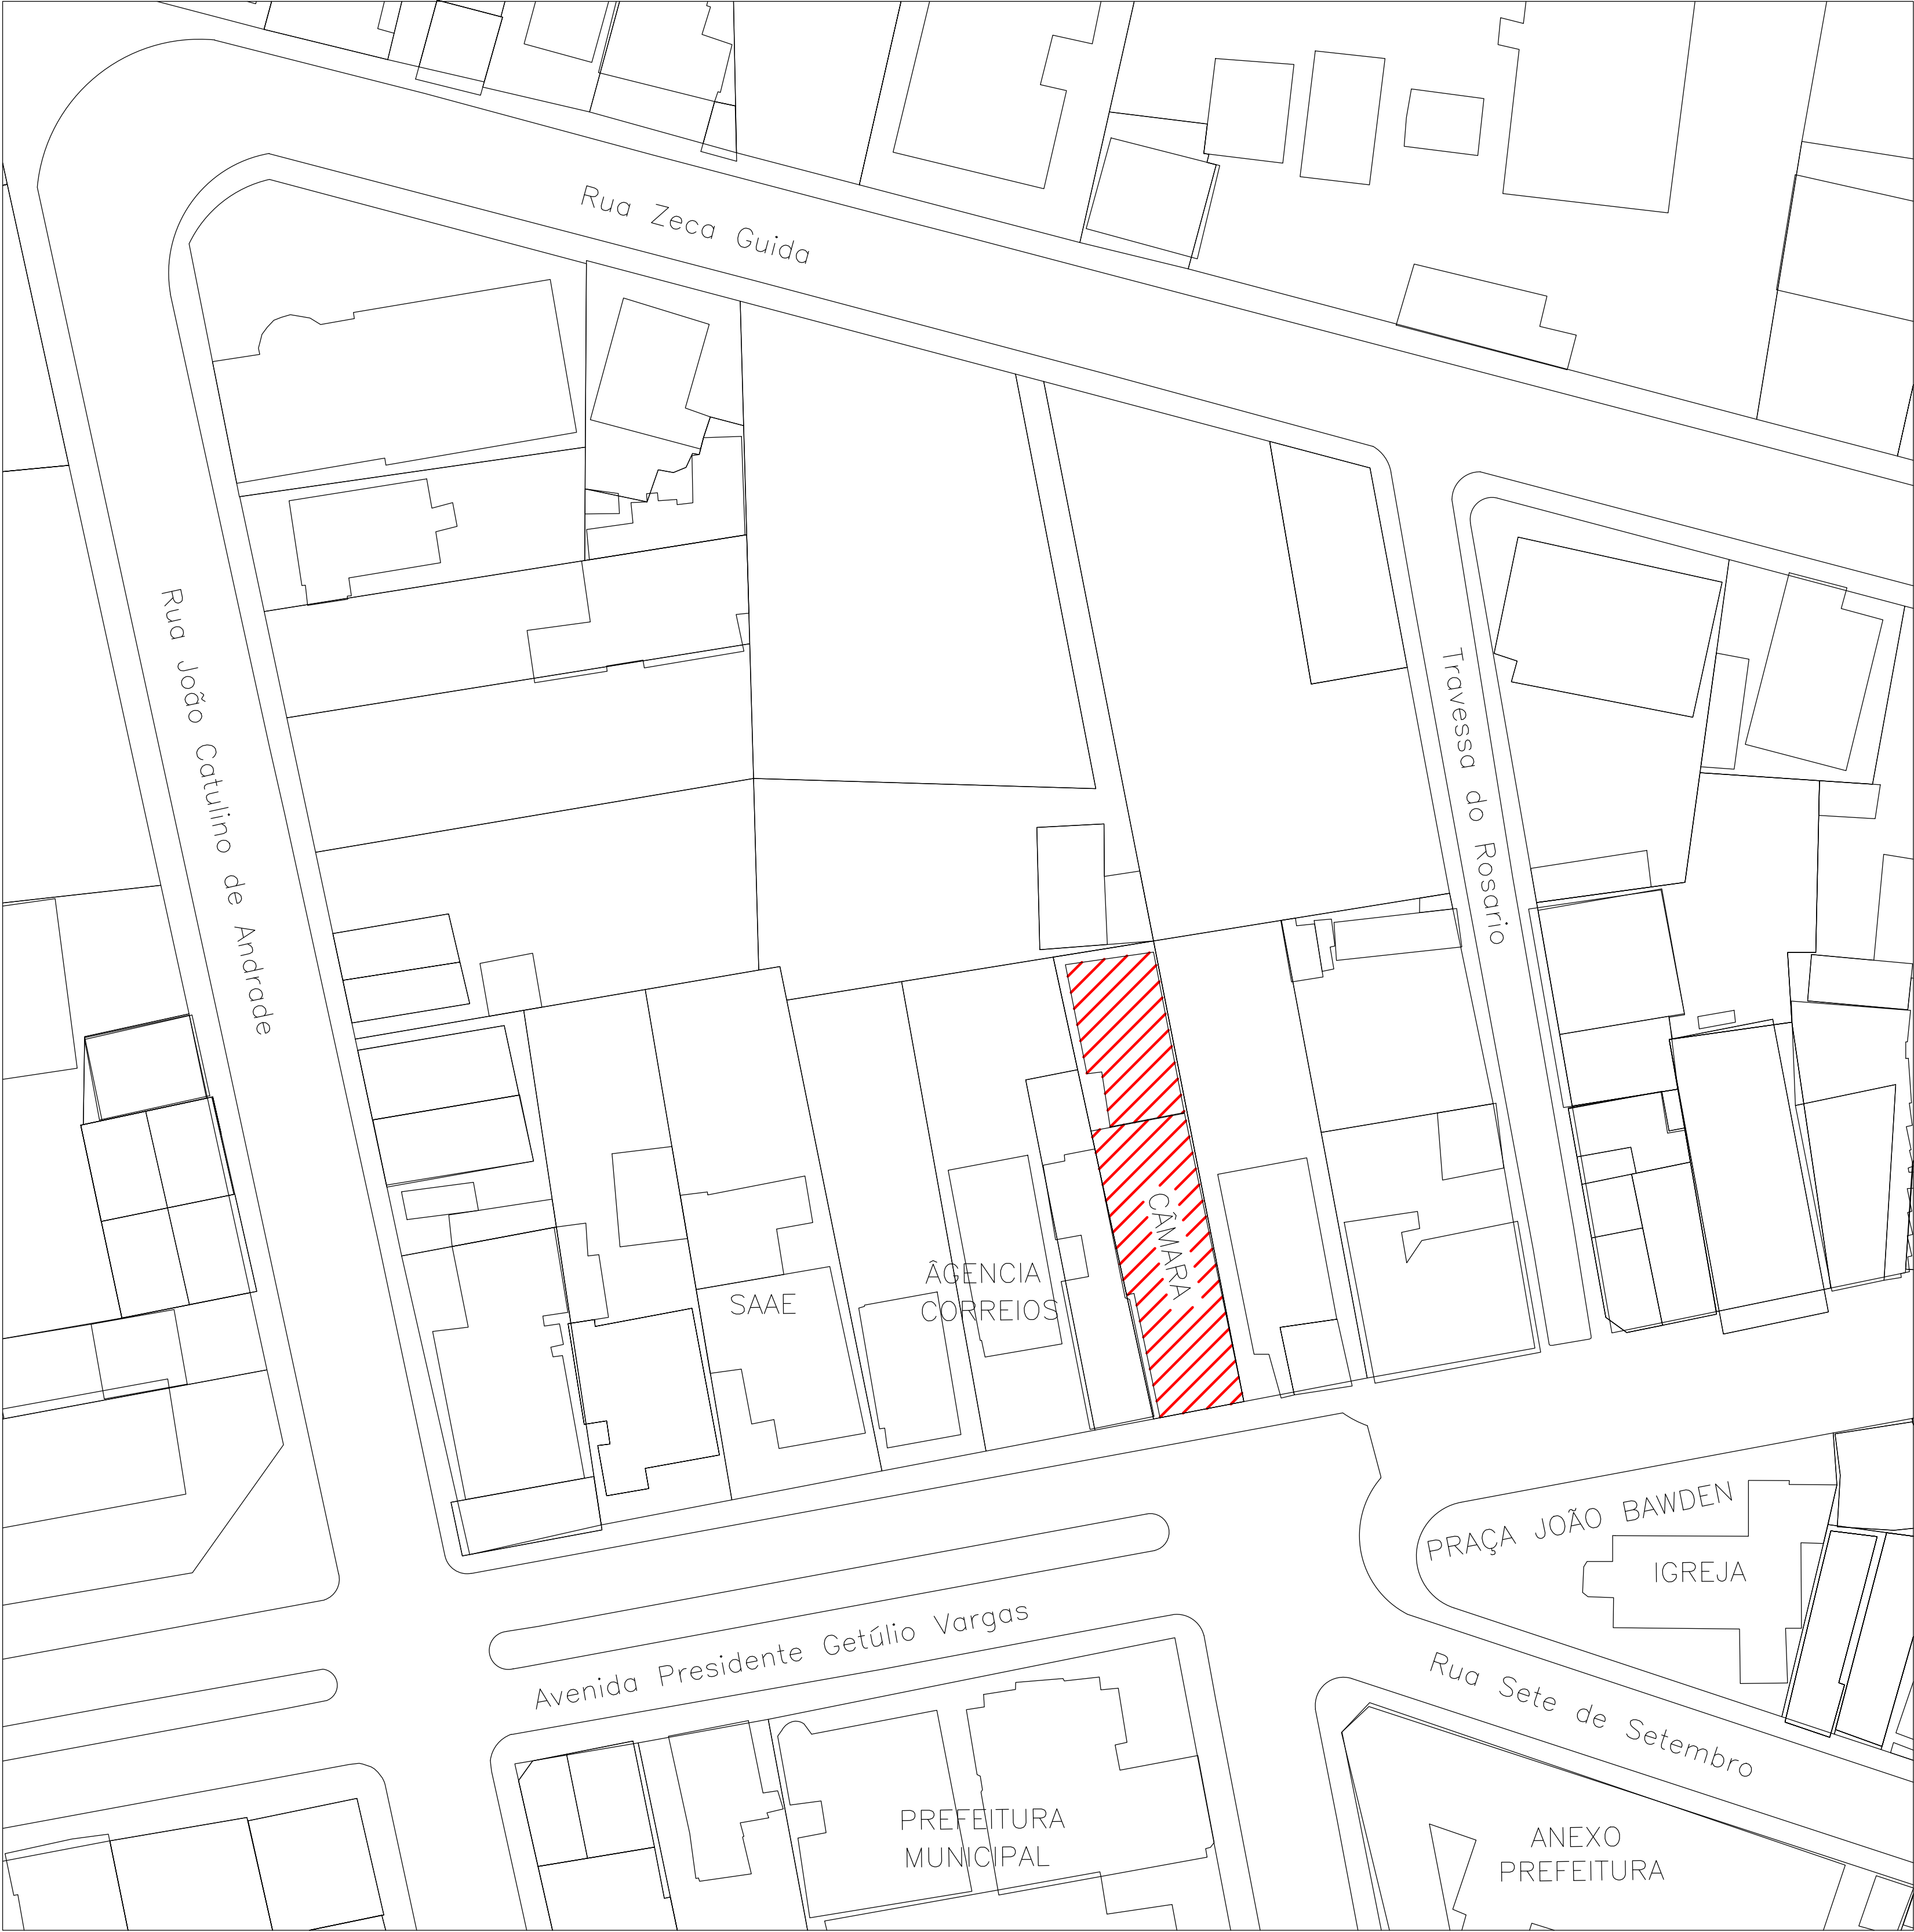 Rua Zeca Guida
Rua João Catulino de Andrade
Travessa do Rosario
CÂMARA
ÂGENCIA
CORREIOS
SAAE
PRAÇA JOÃO BAWDEN
IGREJA
Avenida Presidente Getúlio Vargas
Rua Sete de Setembro
PREFEITURA
MUNICIPAL
ANEXO
PREFEITURA